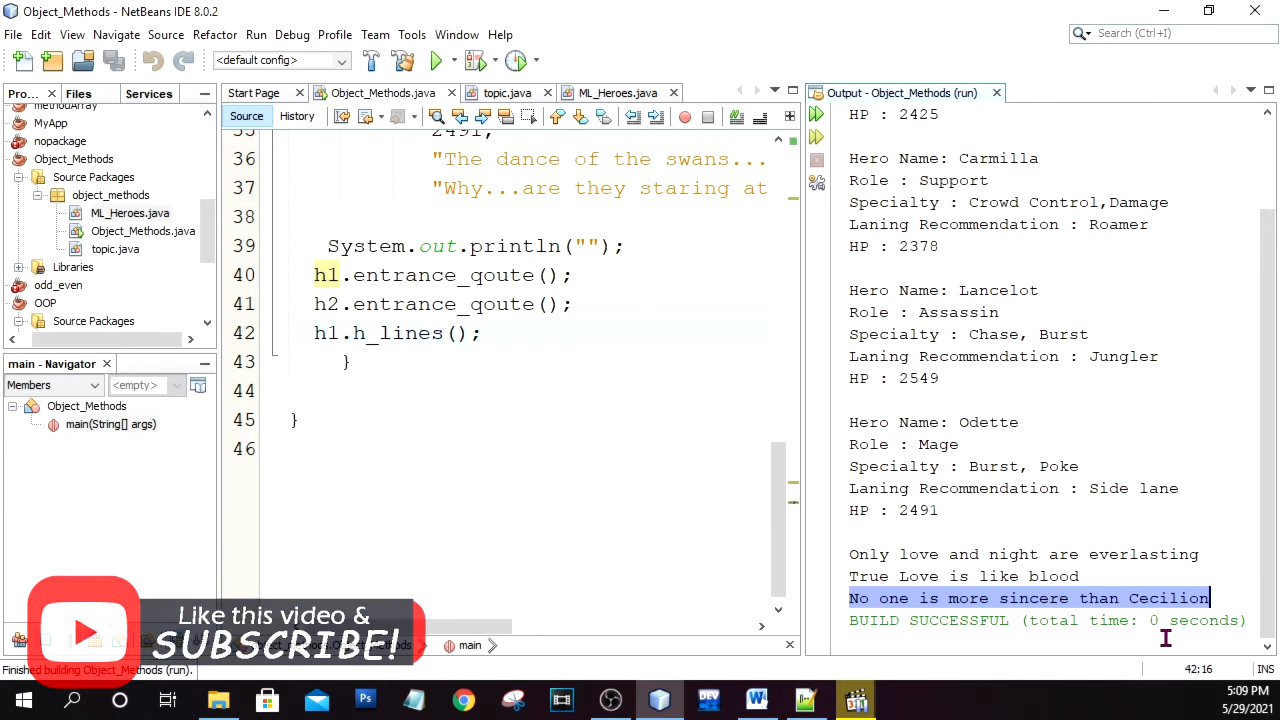 Object_Methods - NetBeans IDE 8.0.2
File Edit View Navigate Source Refactor Run Debug Profile Team Tools Window Help
Search (Ctrl+I)
<default config>
Pro... Files Services
methodArray
MyApp
nopackage
Object_Methods
Source Packages
object_methods
ML_Heroes.java
Object_Methods.java
topic.java
Libraries
odd_even
OOP
Source Packages
main - Navigator
Members <empty>
Object_Methods
main(String[] args)
Start Page Object_Methods.java topic.java ML_Heroes.java
Source History
35 2491,
36 "The dance of the swans...
37 "Why...are they staring at
38
39 System.out.println("");
40 h1.entrance_qoute();
41 h2.entrance_qoute();
42 h1.h_lines();
43 }
44
45 }
46
main
Output - Object_Methods (run)
HP : 2425
Hero Name: Carmilla
Role : Support
Specialty : Crowd Control,Damage
Laning Recommendation : Roamer
HP : 2378
Hero Name: Lancelot
Role : Assassin
Specialty : Chase, Burst
Laning Recommendation : Jungler
HP : 2549
Hero Name: Odette
Role : Mage
Specialty : Burst, Poke
Laning Recommendation : Side lane
HP : 2491
Only love and night are everlasting
True Love is like blood
No one is more sincere than Cecilion
BUILD SUCCESSFUL (total time: 0 seconds)
Like this video &
SUBSCRIBE!
Finished building Object_Methods (run).
42:16 INS
Ps
DEV
W
321
5:09 PM
5/29/2021